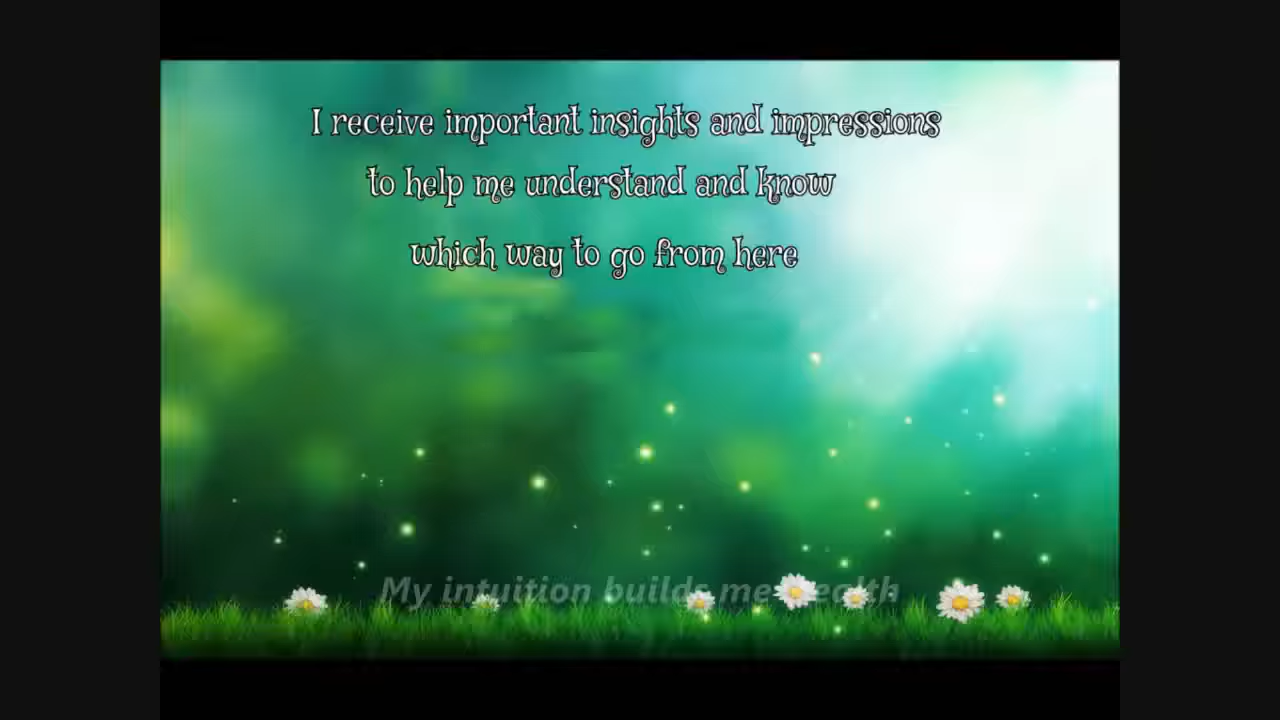 I receive important insights and impressions
to help me understand and know
which way to go from here
My intuition builds me wealth